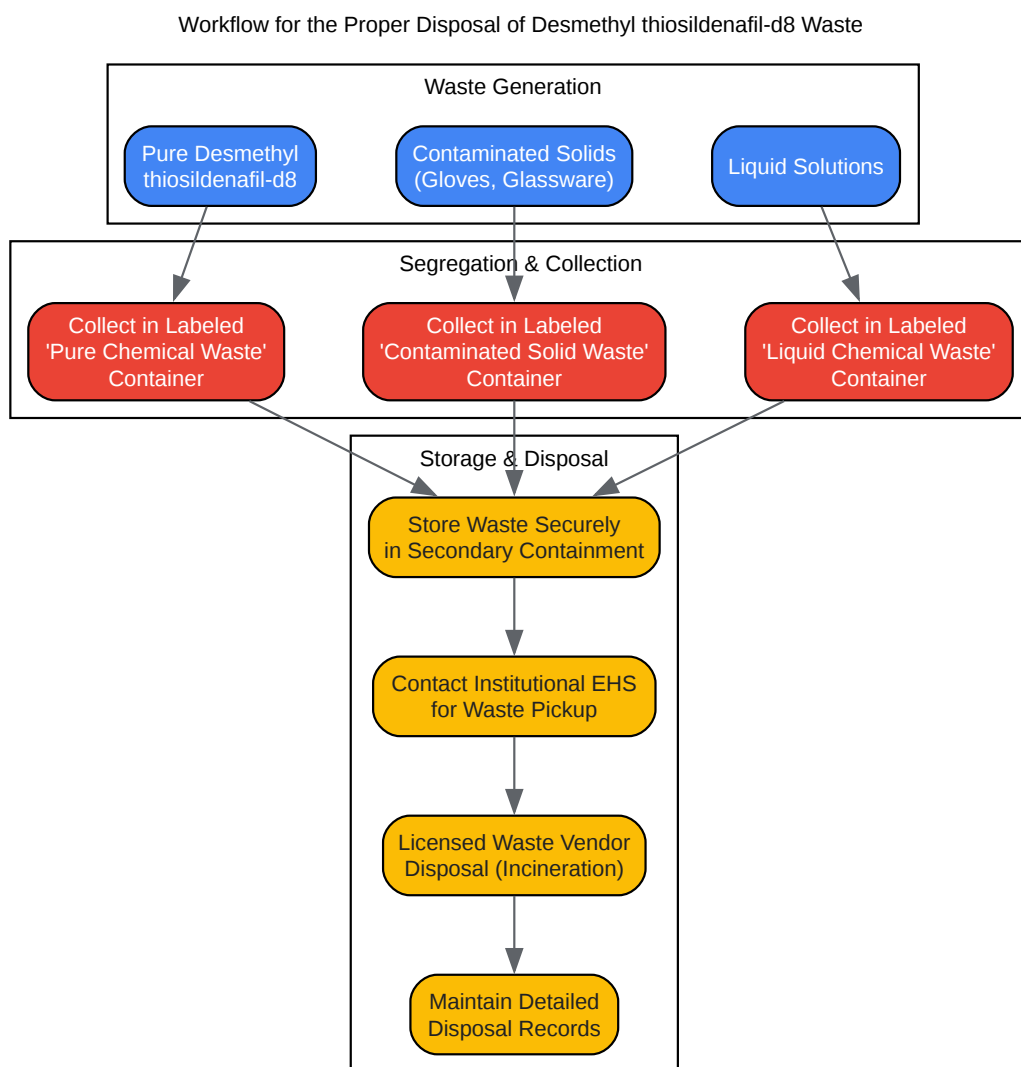 Workflow for the Proper Disposal of Desmethyl thiosildenafil-d8 Waste
Waste Generation
Pure Desmethyl
thiosildenafil-d8
Contaminated Solids
(Gloves, Glassware)
Liquid Solutions
Segregation & Collection
Collect in Labeled
'Pure Chemical Waste'
Container
Collect in Labeled
'Contaminated Solid Waste'
Container
Collect in Labeled
'Liquid Chemical Waste'
Container
Storage & Disposal
Store Waste Securely
in Secondary Containment
Contact Institutional EHS
for Waste Pickup
Licensed Waste Vendor
Disposal (Incineration)
Maintain Detailed
Disposal Records